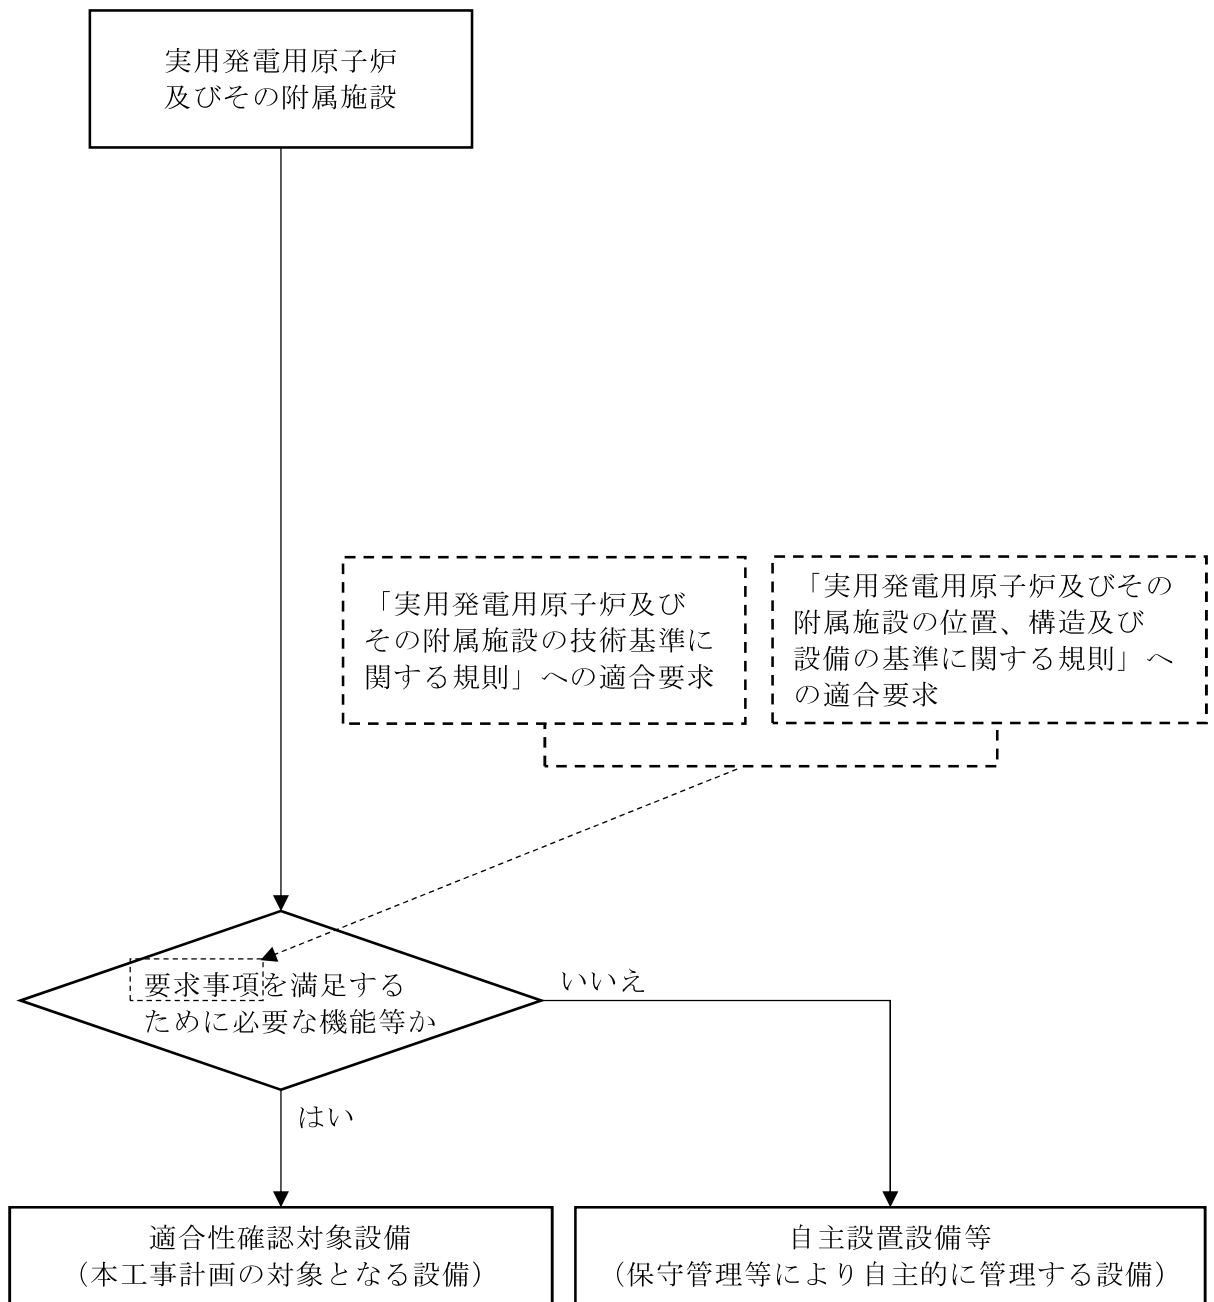 実用発電用原子炉
及びその附属施設
「実用発電用原子炉及び
その附属施設の技術基準に
関する規則」への適合要求
「実用発電用原子炉及びその
附属施設の位置、構造及び
設備の基準に関する規則」へ
の適合要求
要求事項を満足する
ために必要な機能等か
いいえ
はい
適合性確認対象設備
（本工事計画の対象となる設備）
自主設置設備等
（保守管理等により自主的に管理する設備）